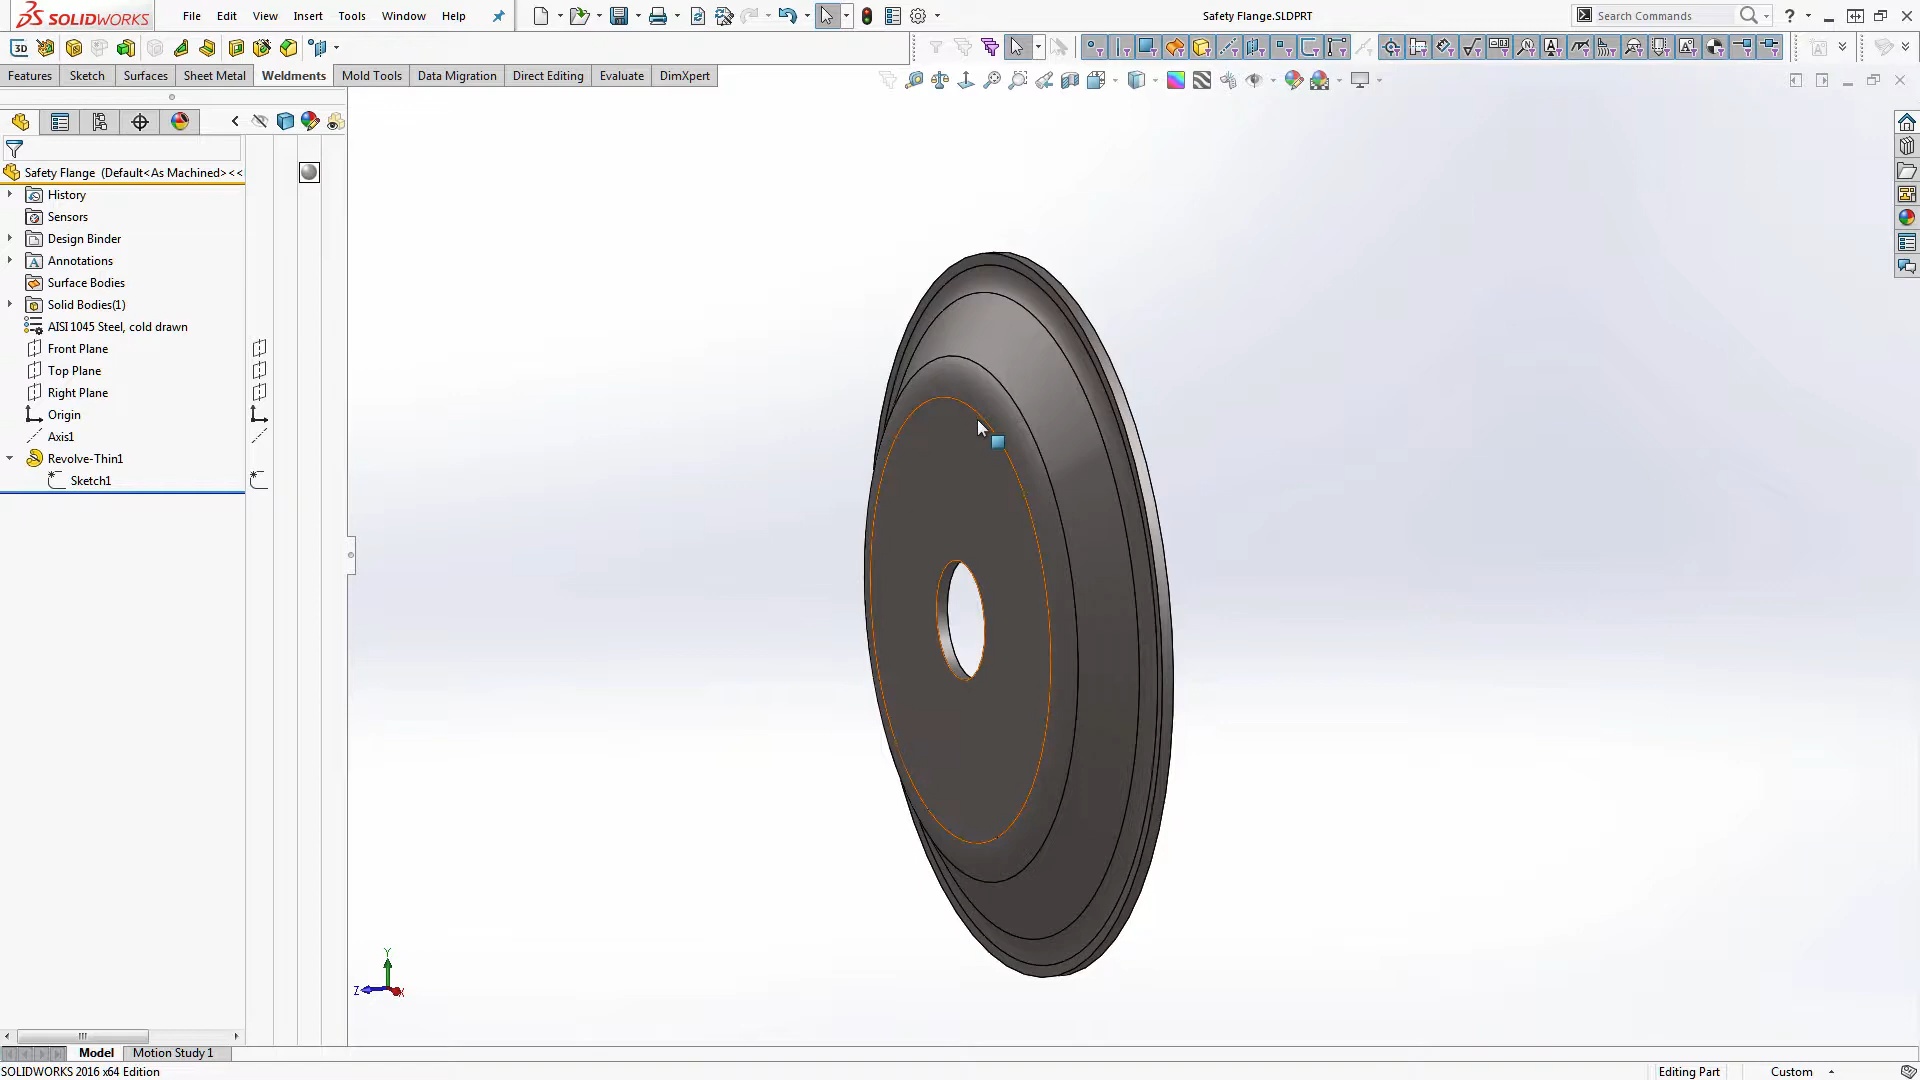 SOLIDWORKS
File Edit View Insert Tools Window Help
Safety Flange.SLDPRT
Search Commands
?
3D
Features Sketch Surfaces Sheet Metal Weldments Mold Tools Data Migration Direct Editing Evaluate DimXpert
Safety Flange (Default<As Machined><<
History
Sensors
Design Binder
Annotations
Surface Bodies
Solid Bodies(1)
AISI 1045 Steel, cold drawn
Front Plane
Top Plane
Right Plane
Origin
Axis1
Revolve-Thin1
Sketch1
Y
Z
X
Model Motion Study 1
SOLIDWORKS 2016 x64 Edition
Editing Part
Custom